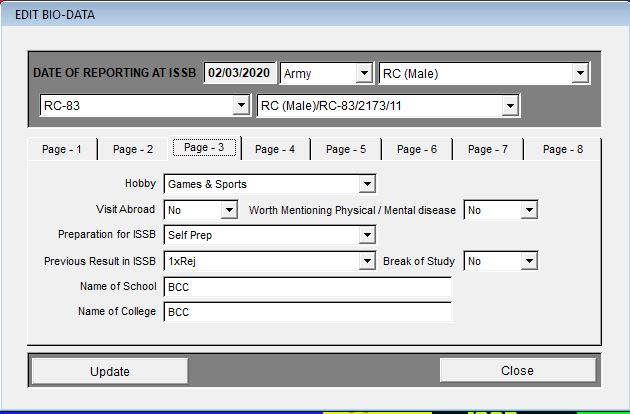 EDIT BIO-DATA
DATE OF REPORTING AT ISSB 02/03/2020 Army RC (Male)
RC-83 RC (Male)/RC-83/2173/11
Page - 1 Page - 2 Page - 3 Page - 4 Page - 5 Page - 6 Page - 7 Page - 8
Hobby Games & Sports
Visit Abroad No Worth Mentioning Physical / Mental disease No
Preparation for ISSB Self Prep
Previous Result in ISSB 1xRej Break of Study No
Name of School BCC
Name of College BCC
Update Close